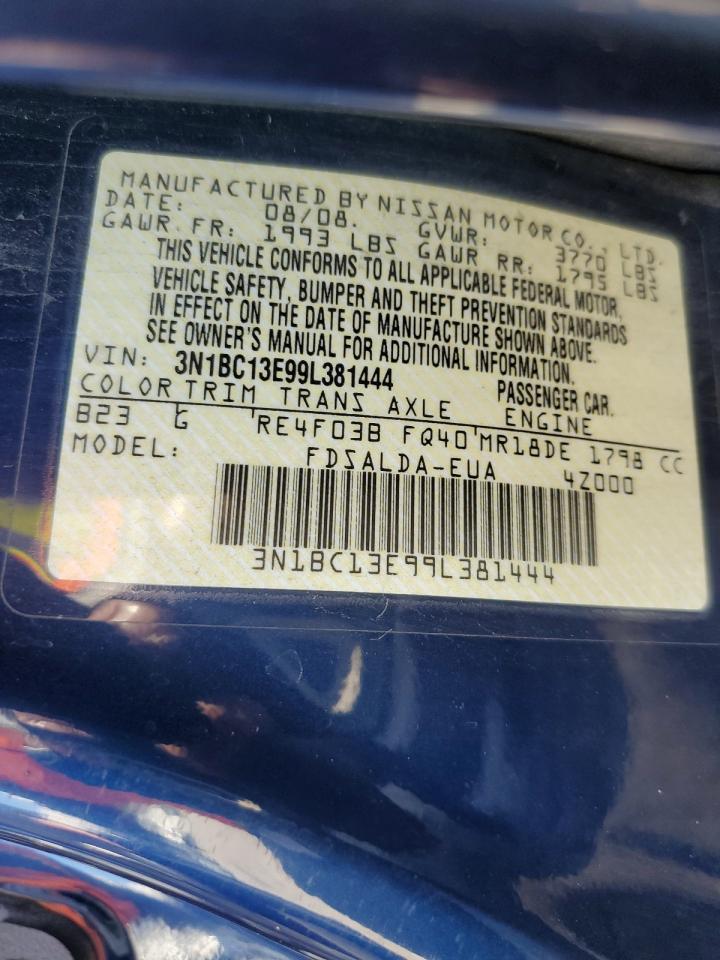 MANUFACTURED BY NISSAN MOTOR CO., LTD.
DATE: 08/08. GVWR: 3770 LBS
GAWR. FR: 1993 LBS GAWR RR: 1795 LBS
THIS VEHICLE CONFORMS TO ALL APPLICABLE FEDERAL MOTOR
VEHICLE SAFETY, BUMPER AND THEFT PREVENTION STANDARDS
IN EFFECT ON THE DATE OF MANUFACTURE SHOWN ABOVE.
SEE OWNER'S MANUAL FOR ADDITIONAL INFORMATION.
VIN: 3N1BC13E99L381444 PASSENGER CAR.
COLOR TRIM TRANS AXLE ENGINE
B23 G RE4F03B FQ40 MR18DE 1798 CC
MODEL: FDSALDA-EUA 4Z000
3N1BC13E99L381444